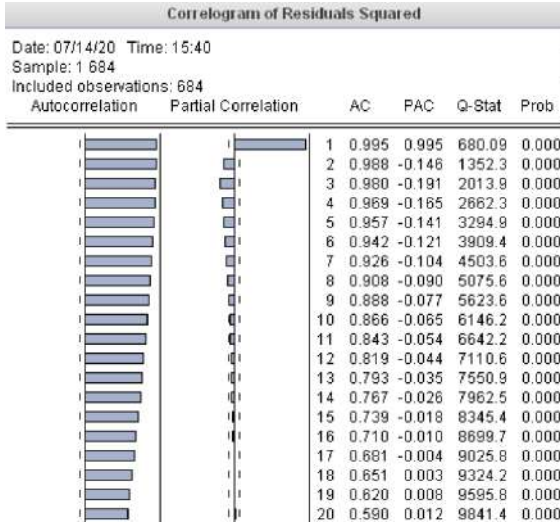 Correlogram of Residuals Squared
Date: 07/14/20 Time: 15:40
Sample: 1 684
Included observations: 684
Autocorrelation Partial Correlation AC PAC Q-Stat Prob
1 0.995 0.995 680.09 0.000
2 0.988 -0.146 1352.3 0.000
3 0.980 -0.191 2013.9 0.000
4 0.969 -0.165 2662.3 0.000
5 0.957 -0.141 3294.9 0.000
6 0.942 -0.121 3909.4 0.000
7 0.926 -0.104 4503.6 0.000
8 0.908 -0.090 5075.6 0.000
9 0.888 -0.077 5623.6 0.000
10 0.866 -0.065 6146.2 0.000
11 0.843 -0.054 6642.2 0.000
12 0.819 -0.044 7110.6 0.000
13 0.793 -0.035 7550.9 0.000
14 0.767 -0.026 7962.5 0.000
15 0.739 -0.018 8345.4 0.000
16 0.710 -0.010 8699.7 0.000
17 0.681 -0.004 9025.8 0.000
18 0.651 0.003 9324.2 0.000
19 0.620 0.008 9595.8 0.000
20 0.590 0.012 9841.4 0.000